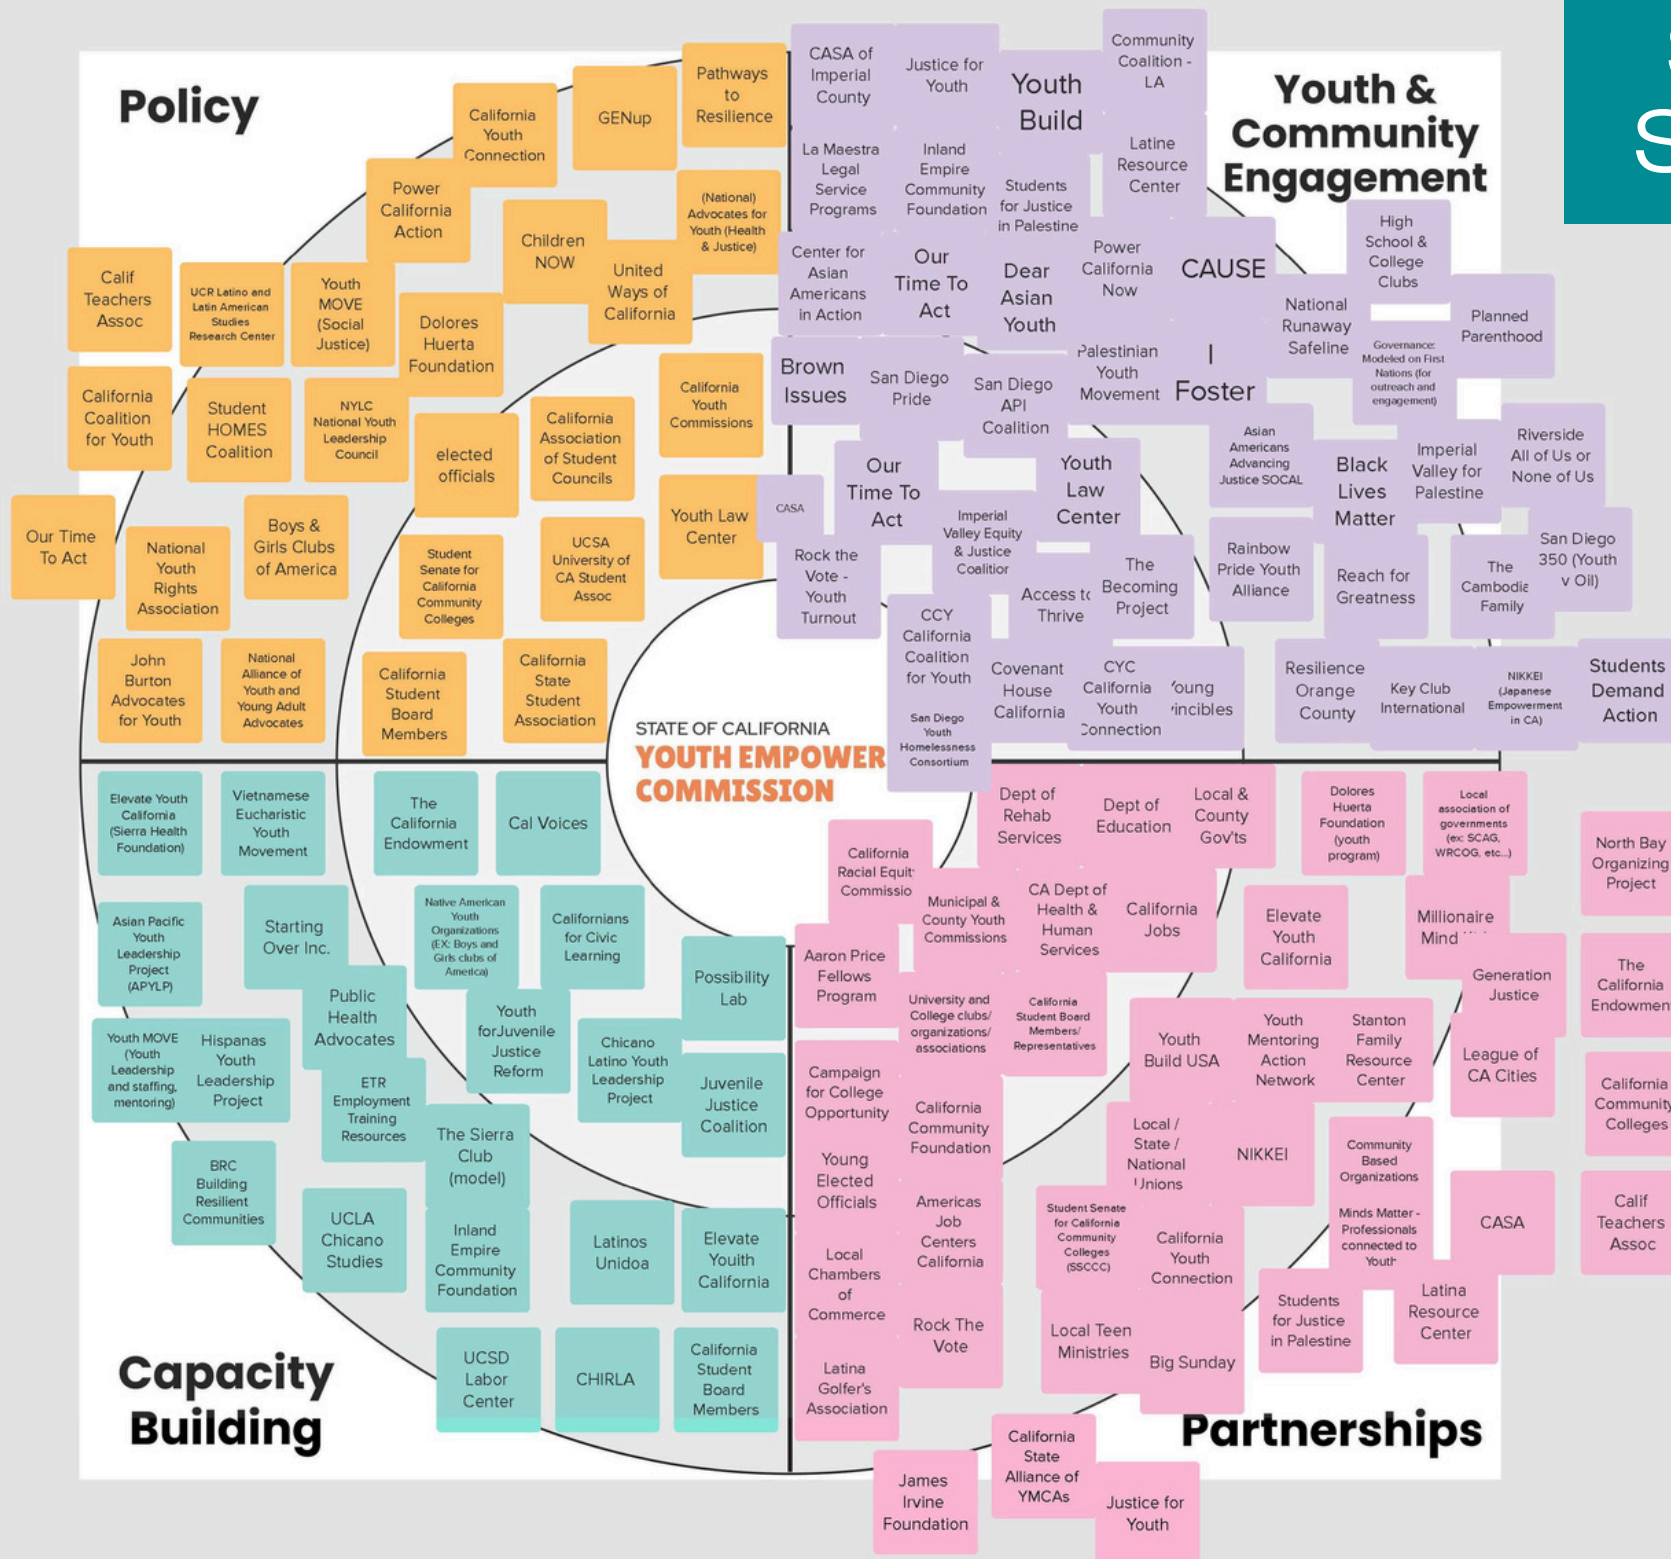 Policy
Pathways
to
Resilience
GENup
California
Youth
Connection
Power
California
Action
(National)
Advocates for
Youth (Health
& Justice)
Children
NOW
United
Ways of
California
Calif
Teachers
Assoc
UCR Latino and
Latin American
Studies
Research Center
Youth
MOVE
(Social
Justice)
Dolores
Huerta
Foundation
California
Coalition
for Youth
Student
HOMES
Coalition
NYLC
National Youth
Leadership
Council
elected
officials
California
Association
of Student
Councils
California
Youth
Commissions
Our Time
To Act
National
Youth
Rights
Association
Boys &
Girls Clubs
of America
Student
Senate for
California
Community
Colleges
UCSA
University of
CA Student
Assoc
Youth Law
Center
John
Burton
Advocates
for Youth
National
Alliance of
Youth and
Young Adult
Advocates
California
Student
Board
Members
California
State
Student
Association
Youth &
Community
Engagement
CASA of
Imperial
County
Justice for
Youth
Youth
Build
Community
Coalition -
LA
La Maestra
Legal
Service
Programs
Inland
Empire
Community
Foundation
Students
for Justice
in Palestine
Latine
Resource
Center
Center for
Asian
Americans
in Action
Our
Time To
Act
Dear
Asian
Youth
Power
California
Now
CAUSE
High
School &
College
Clubs
National
Runaway
Safeline
Planned
Parenthood
Governance:
Modeled on First
Nations (for
outreach and
engagement)
Brown
Issues
San Diego
Pride
San Diego
API
Coalition
Palestinian
Youth
Movement
I
Foster
Asian
Americans
Advancing
Justice SOCAL
Black
Lives
Matter
Imperial
Valley for
Palestine
Riverside
All of Us or
None of Us
CASA
Our
Time To
Act
Youth
Law
Center
Imperial
Valley Equity
& Justice
Rock the
Vote -
Youth
Turnout
Access to
Thrive
The
Becoming
Project
Rainbow
Pride Youth
Alliance
Reach for
Greatness
The
Family
San Diego
350 (Youth
v Oil)
CCY
California
Coalition
for Youth
San Diego
Youth
Homelessness
Consortium
Covenant
House
California
CYC
California
Youth
Connection
Resilience
Orange
County
Key Club
International
NIKKEI
(Japanese
Empowerment
in CA)
Students
Demand
Action
STATE OF CALIFORNIA
YOUTH EMPOWER
COMMISSION
Elevate Youth
California
(Sierra Health
Foundation)
Vietnamese
Eucharistic
Youth
Movement
The
California
Endowment
Cal Voices
Asian Pacific
Youth
Leadership
Project
(APYLP)
Starting
Over Inc.
Native American
Youth
Organizations
(EX: Boys and
Girls clubs of
America)
Californians
for Civic
Learning
Possibility
Lab
Public
Health
Advocates
Youth
forJuvenile
Justice
Reform
Youth MOVE
(Youth
Leadership
and staffing,
mentoring)
Hispanas
Youth
Leadership
Project
Chicano
Latino Youth
Leadership
Project
Juvenile
Justice
Coalition
ETR
Employment
Training
Resources
The Sierra
Club
(model)
BRC
Building
Resilient
Communities
UCLA
Chicano
Studies
Inland
Empire
Community
Foundation
Latinos
Unidoa
Elevate
Youith
California
UCSD
Labor
Center
CHIRLA
California
Student
Board
Members
Capacity
Building
Dept of
Rehab
Services
Dept of
Education
Local &
County
Gov'ts
Dolores
Huerta
Foundation
(youth
program)
Local
association of
governments
(ex: SCAG,
WRCOG, etc...)
North Bay
Organizing
Project
California
Racial
Municipal &
County Youth
Commissions
CA Dept of
Health &
Human
Services
California
Jobs
Elevate
Youth
California
Millionaire
Mind
Generation
Justice
The
California
Aaron Price
Fellows
Program
University and
College clubs/
organizations/
associations
California
Student Board
Members/
Representatives
Youth
Build USA
Youth
Mentoring
Action
Network
Stanton
Family
Resource
Center
League of
CA Cities
California
Community
Colleges
Campaign
for College
Opportunity
California
Community
Foundation
Local /
State /
National
Unions
NIKKEI
Community
Based
Organizations
Young
Elected
Officials
Americas
Job
Centers
California
Student Senate
for California
Community
Colleges
(SSCCC)
California
Youth
Connection
Minds Matter -
Professionals
connected to
Youth
CASA
Calif
Teachers
Assoc
Local
Chambers
of
Commerce
Rock The
Vote
Local Teen
Ministries
Big Sunday
Students
for Justice
in Palestine
Latina
Resource
Center
Latina
Golfer's
Association
Partnerships
James
Irvine
Foundation
California
State
Alliance of
YMCAs
Justice for
Youth